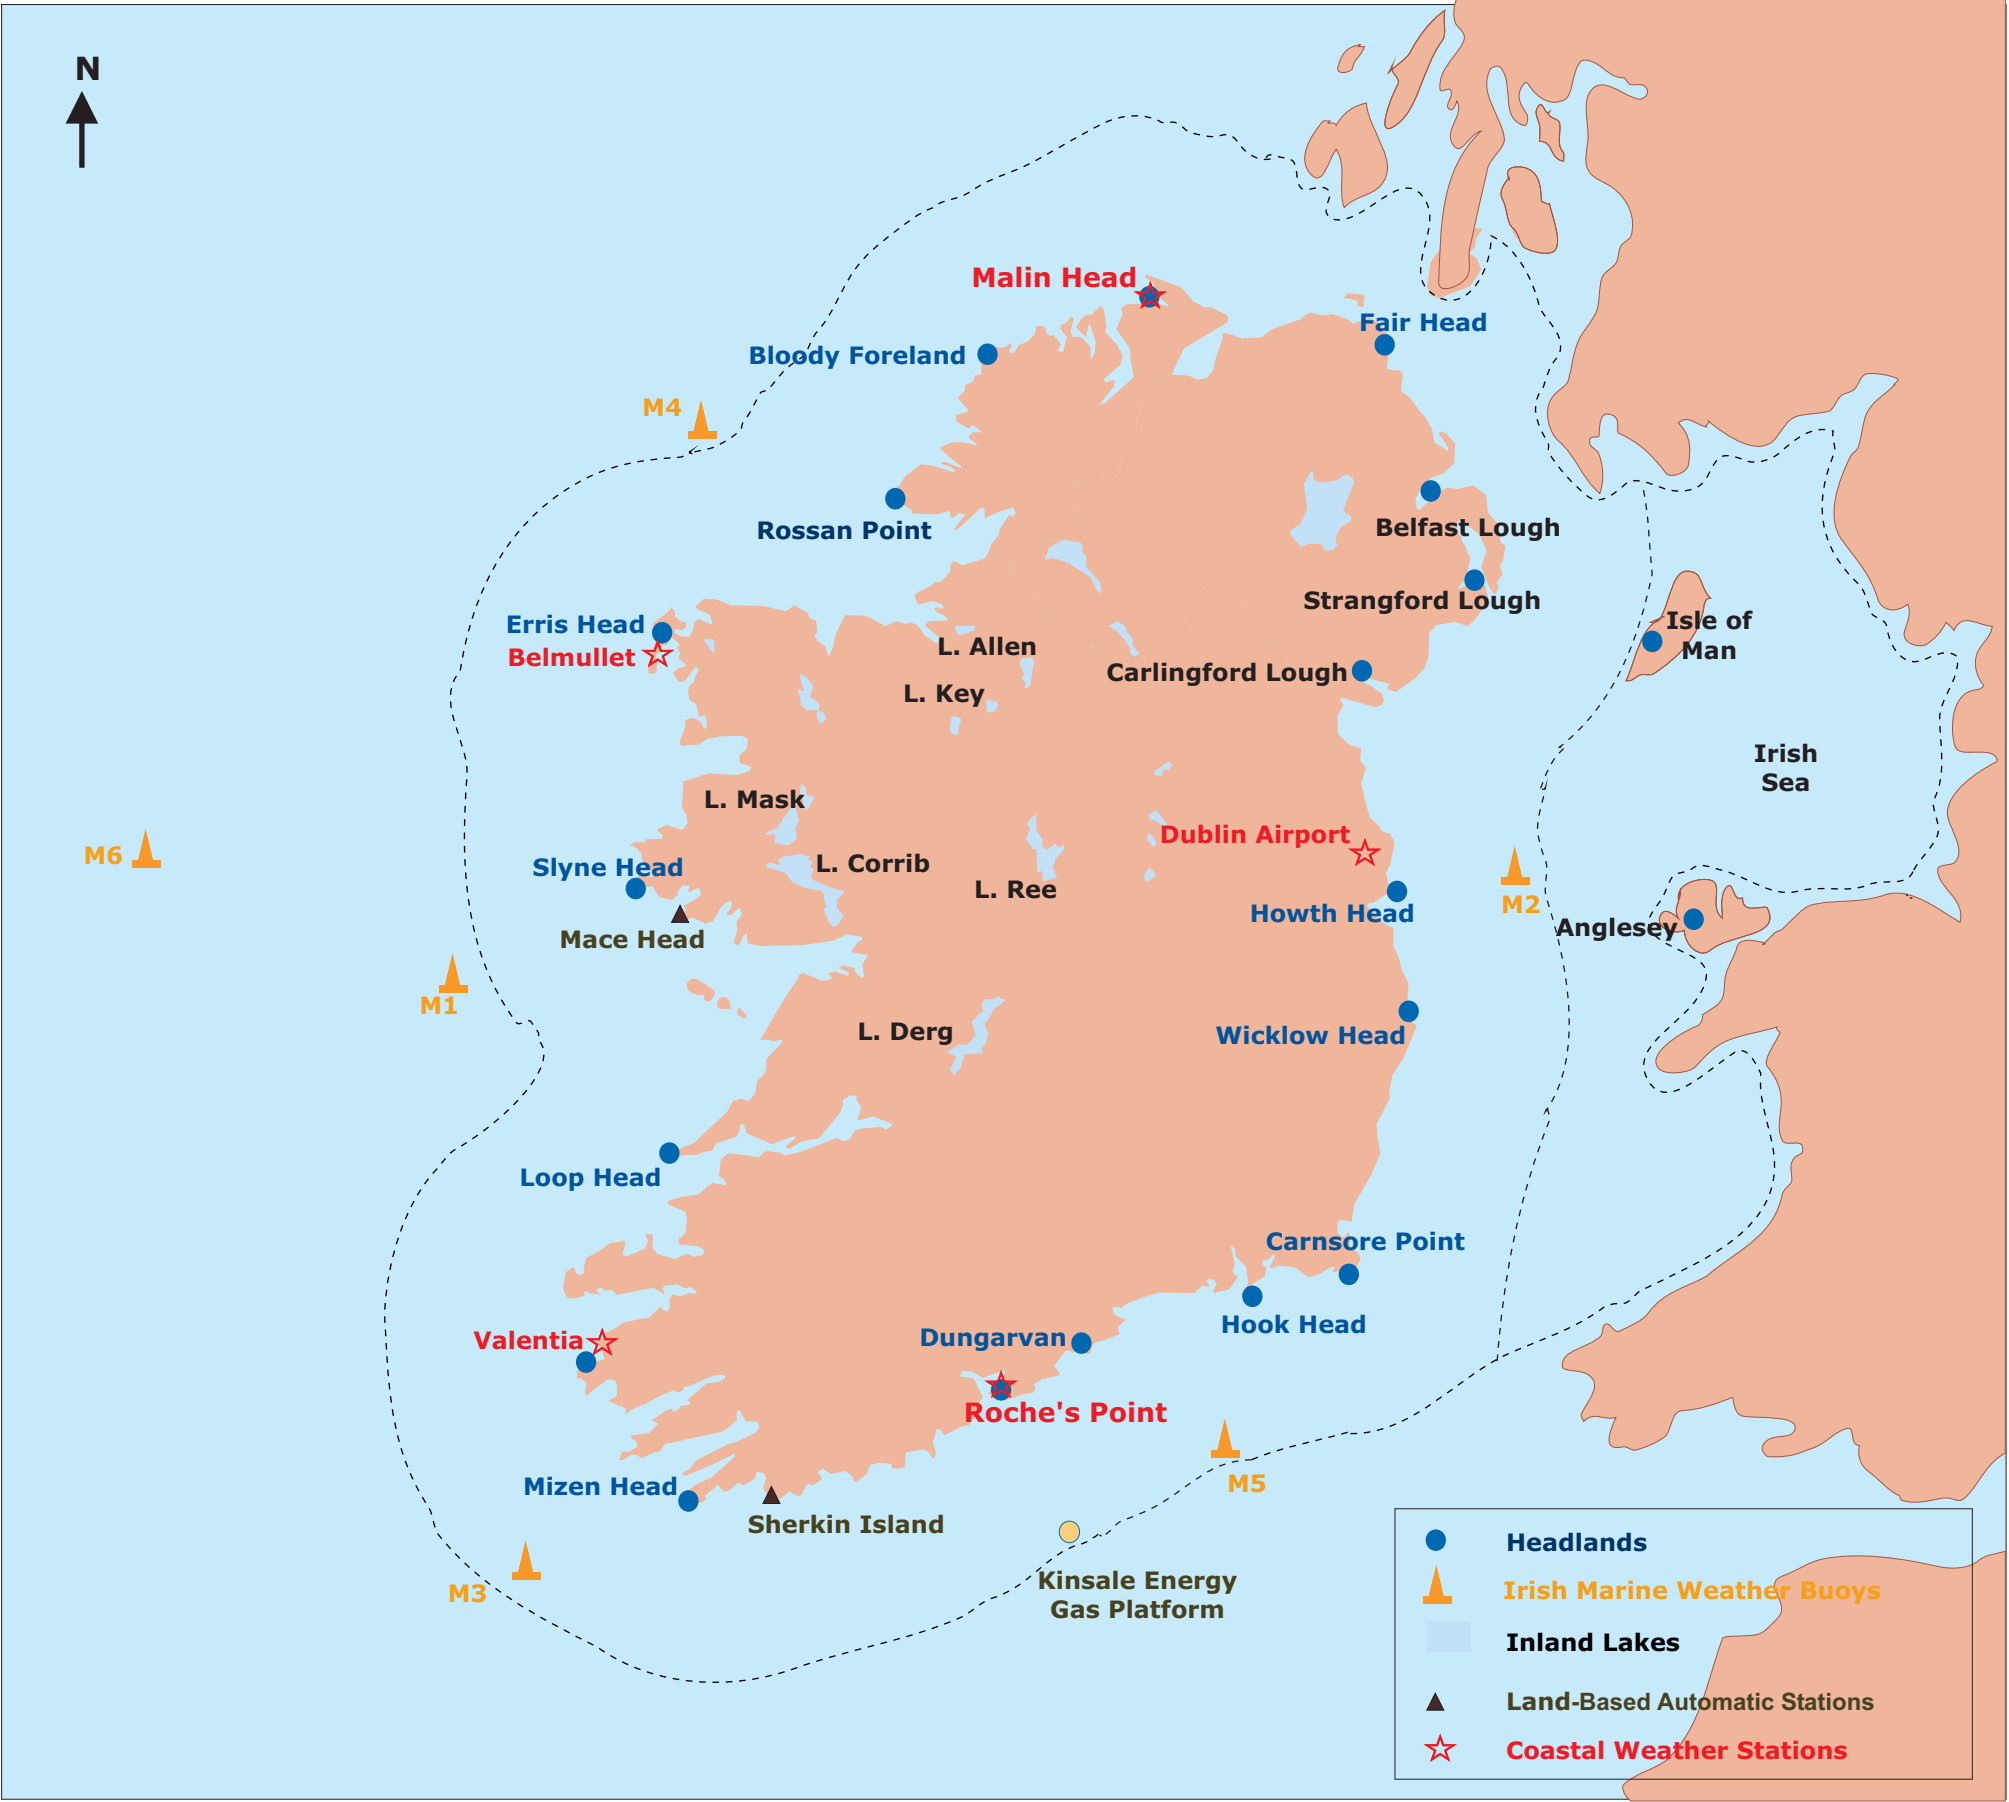 N
Malin Head
Fair Head
Bloody Foreland
M4
Rossan Point
Belfast Lough
Strangford Lough
Erris Head
Belmullet
L. Allen
L. Key
Carlingford Lough
Isle of
Man
Irish
Sea
L. Mask
Dublin Airport
M6
Slyne Head
L. Corrib
L. Ree
M2
Howth Head
Anglesey
Mace Head
M1
L. Derg
Wicklow Head
Loop Head
Carnsore Point
Hook Head
Valentia
Dungarvan
Roche's Point
Mizen Head
M5
Sherkin Island
M3
Kinsale Energy
Gas Platform
Headlands
Irish Marine Weather Buoys
Inland Lakes
Land-Based Automatic Stations
Coastal Weather Stations